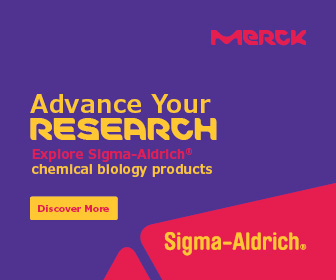 MERCK
Advance Your
RESEARCH
Explore Sigma-Aldrich®
chemical biology products
Discover More
Sigma-Aldrich®